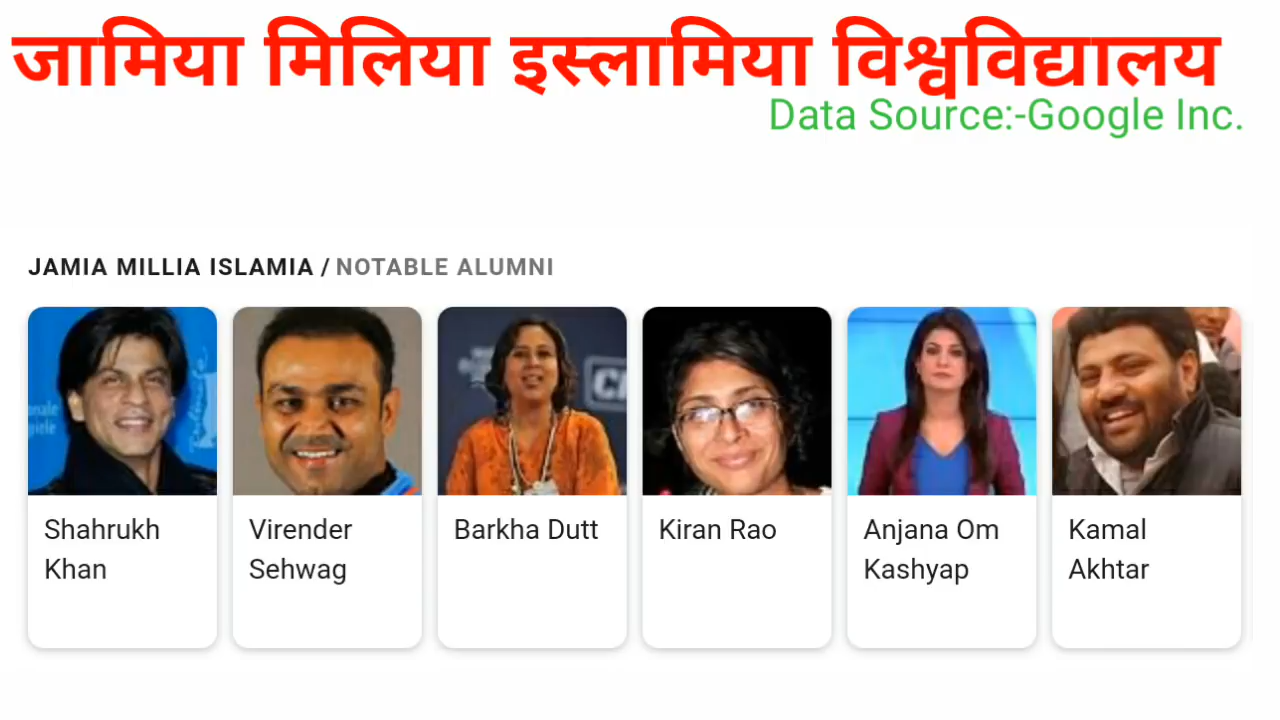 जामिया मिलिया इस्लामिया विश्वविद्यालय
Data Source:-Google Inc.
JAMIA MILLIA ISLAMIA / NOTABLE ALUMNI
Shahrukh
Khan
Virender
Sehwag
Barkha Dutt
Kiran Rao
Anjana Om
Kashyap
Kamal
Akhtar